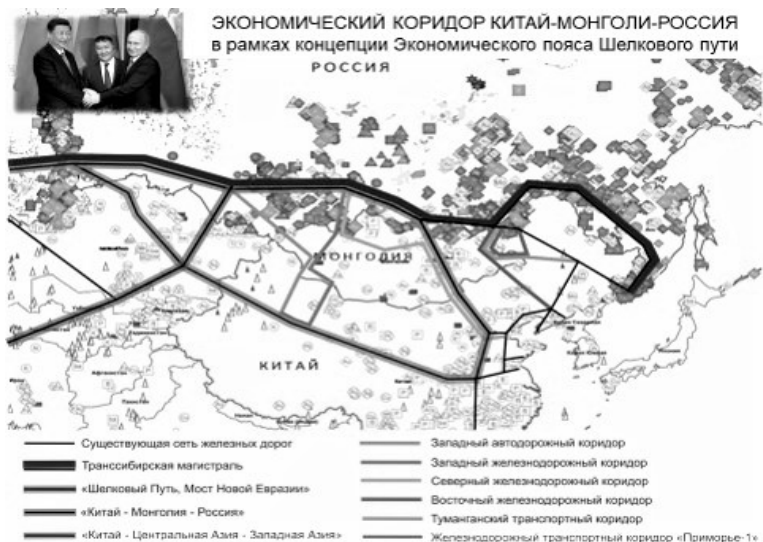 ЭКОНОМИЧЕСКИЙ КОРИДОР КИТАЙ-МОНГОЛИ-РОССИЯ
в рамках концепции Экономического пояса Шелкового пути
РОССИЯ
МОНГОЛИЯ
КИТАЙ
Существующая сеть железных дорог
Транссибирская магистраль
«Шелковый Путь, Мост Новой Евразии»
«Китай - Монголия - Россия»
«Китай - Центральная Азия - Западная Азия»
Западный автодорожный коридор
Западный железнодорожный коридор
Северный железнодорожный коридор
Восточный железнодорожный коридор
Туманганский транспортный коридор
Железнодорожный транспортный коридор «Приморье-1»